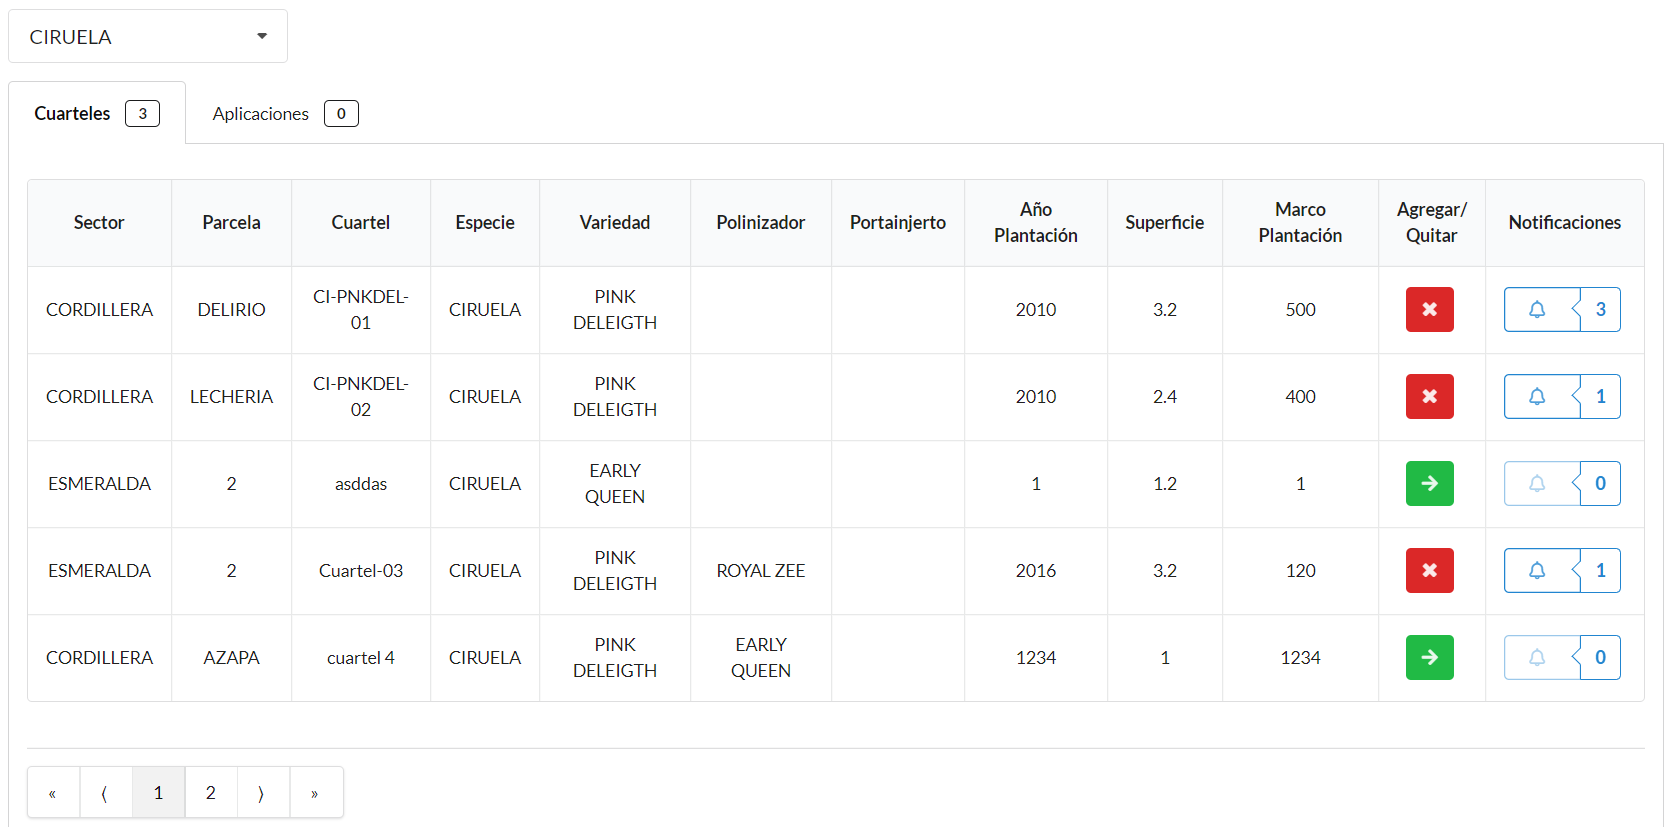 CIRUELA
Cuarteles 3 Aplicaciones 0
Sector Parcela Cuartel Especie Variedad Polinizador Portainjerto Año Plantación Superficie Marco Plantación Agregar/ Quitar Notificaciones
CORDILLERA DELIRIO CI-PNKDEL-01 CIRUELA PINK DELEIGTH 2010 3.2 500 3
CORDILLERA LECHERIA CI-PNKDEL-02 CIRUELA PINK DELEIGTH 2010 2.4 400 1
ESMERALDA 2 asddas CIRUELA EARLY QUEEN 1 1.2 1 0
ESMERALDA 2 Cuartel-03 CIRUELA PINK DELEIGTH ROYAL ZEE 2016 3.2 120 1
CORDILLERA AZAPA cuartel 4 CIRUELA PINK DELEIGTH EARLY QUEEN 1234 1 1234 0
« ⟨ 1 2 ⟩ »